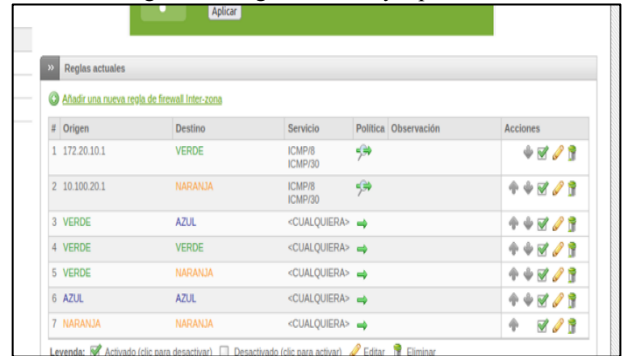 Aplicar
» Reglas actuales
Añadir una nueva regla de firewall Inter-zona
# Origen Destino Servicio Política Observación Acciones
1 172.20.10.1 VERDE ICMP/8
ICMP/30
2 10.100.20.1 NARANJA ICMP/8
ICMP/30
3 VERDE AZUL <CUALQUIERA>
4 VERDE VERDE <CUALQUIERA>
5 VERDE NARANJA <CUALQUIERA>
6 AZUL AZUL <CUALQUIERA>
7 NARANJA NARANJA <CUALQUIERA>
Leyenda: Activado (clic para desactivar) Desactivado (clic para activar) Editar Eliminar